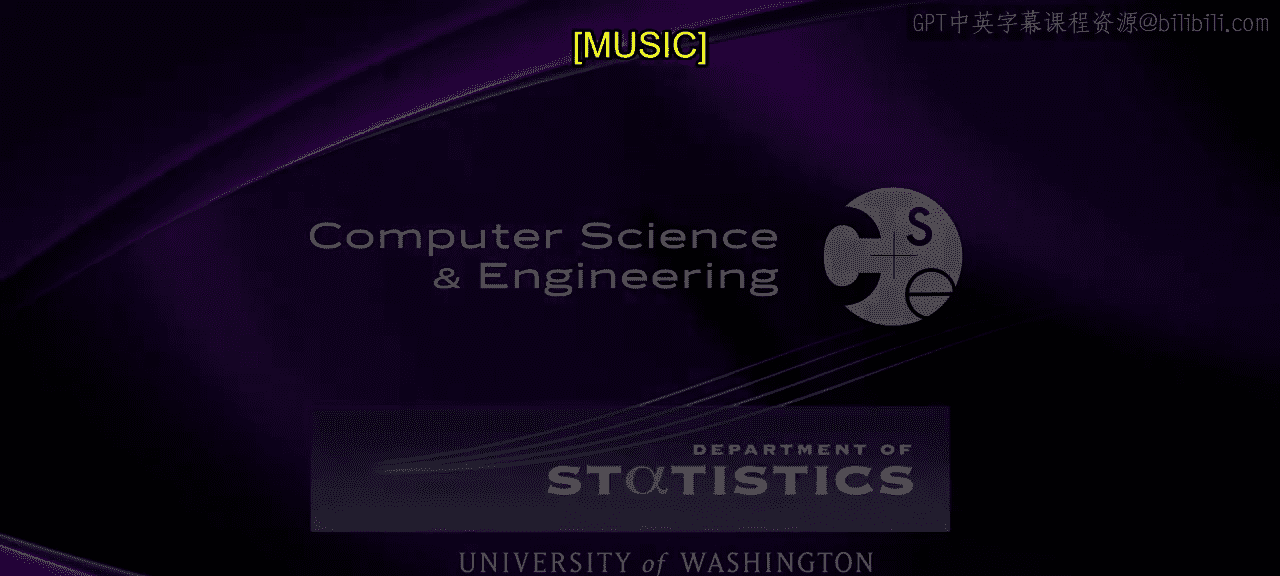 GPT中英字幕课程资源@bilibili.com
[MUSIC]
Computer Science
& Engineering
cse
DEPARTMENT OF
STαTISTICS
UNIVERSITY of WASHINGTON